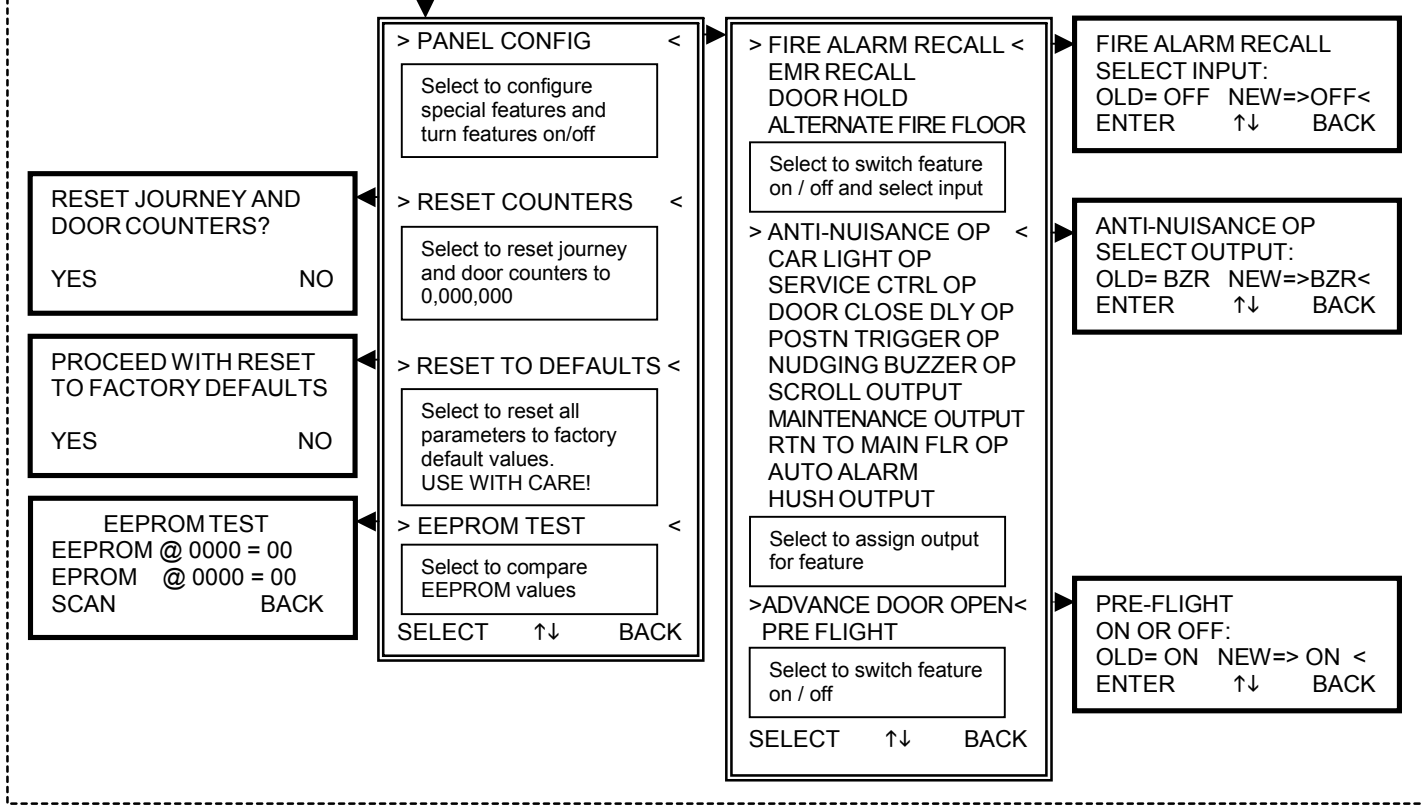 > PANEL CONFIG <
Select to configure
special features and
turn features on/off
> RESET COUNTERS <
Select to reset journey
and door counters to
0,000,000
> RESET TO DEFAULTS <
Select to reset all
parameters to factory
default values.
USE WITH CARE!
> EEPROM TEST <
Select to compare
EEPROM values
SELECT ↑↓ BACK
RESET JOURNEY AND
DOOR COUNTERS?
YES NO
PROCEED WITH RESET
TO FACTORY DEFAULTS
YES NO
EEPROM TEST
EEPROM @ 0000 = 00
EPROM @ 0000 = 00
SCAN BACK
> FIRE ALARM RECALL <
EMR RECALL
DOOR HOLD
ALTERNATE FIRE FLOOR
Select to switch feature
on / off and select input
> ANTI-NUISANCE OP <
CAR LIGHT OP
SERVICE CTRL OP
DOOR CLOSE DLY OP
POSTN TRIGGER OP
NUDGING BUZZER OP
SCROLL OUTPUT
MAINTENANCE OUTPUT
RTN TO MAIN FLR OP
AUTO ALARM
HUSH OUTPUT
Select to assign output
for feature
>ADVANCE DOOR OPEN<
PRE FLIGHT
Select to switch feature
on / off
SELECT ↑↓ BACK
FIRE ALARM RECALL
SELECT INPUT:
OLD= OFF NEW=>OFF<
ENTER ↑↓ BACK
ANTI-NUISANCE OP
SELECT OUTPUT:
OLD= BZR NEW=>BZR<
ENTER ↑↓ BACK
PRE-FLIGHT
ON OR OFF:
OLD= ON NEW=> ON <
ENTER ↑↓ BACK